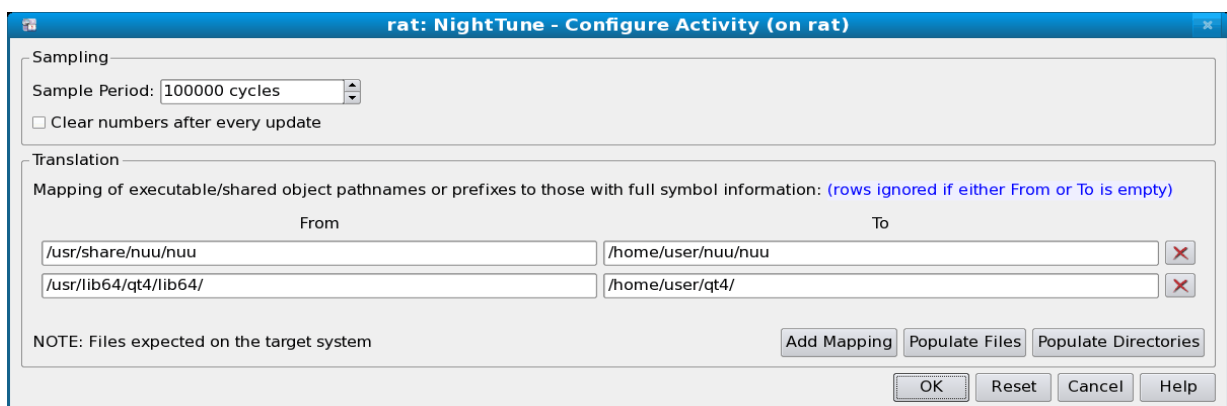 rat: NightTune - Configure Activity (on rat)
Sampling
Sample Period: 100000 cycles
Clear numbers after every update
Translation
Mapping of executable/shared object pathnames or prefixes to those with full symbol information: (rows ignored if either From or To is empty)
From To
/usr/share/nuu/nuu /home/user/nuu/nuu
/usr/lib64/qt4/lib64/ /home/user/qt4/
NOTE: Files expected on the target system Add Mapping Populate Files Populate Directories
OK Reset Cancel Help